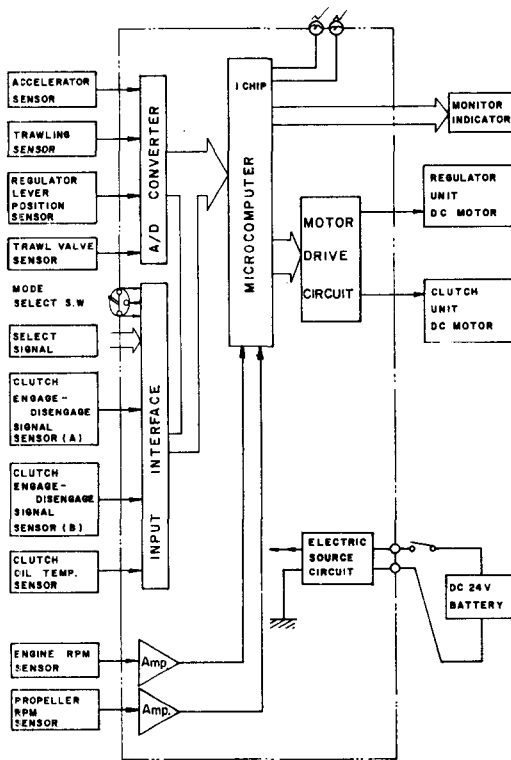 ACCELERATOR
SENSOR
TRAWLING
SENSOR
REGULATOR
LEVER
POSITION
SENSOR
TRAWL VALVE
SENSOR
MODE
SELECT S.W
SELECT
SIGNAL
CLUTCH
ENGAGE-
DISENGAGE
SIGNAL
SENSOR (A)
CLUTCH
ENGAGE-
DISENGAGE
SIGNAL
SENSOR (B)
CLUTCH
OIL TEMP.
SENSOR
ENGINE RPM
SENSOR
PROPELLER
RPM
SENSOR
A/D CONVERTER
INPUT INTERFACE
Amp
Amp.
1 CHIP
MICROCOMPUTER
MOTOR
DRIVE
CIRCUIT
ELECTRIC
SOURCE
CIRCUIT
MONITOR
INDICATOR
REGULATOR
UNIT
DC MOTOR
CLUTCH
UNIT
DC MOTOR
DC 24V
BATTERY